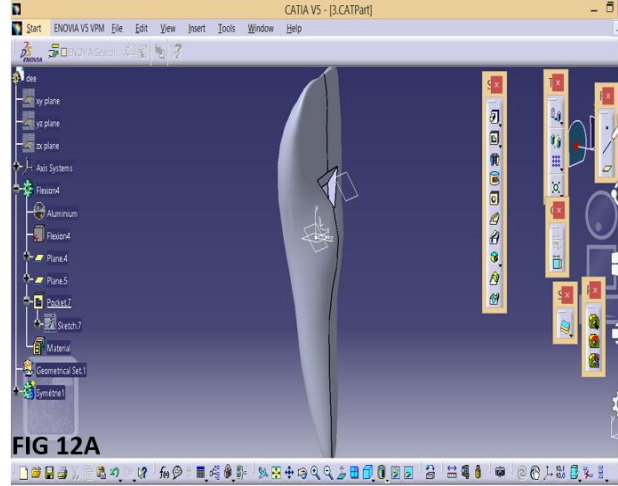 CATIA V5 - [3.CATPart]
Start ENOVIA V5 VPM File Edit View Insert Tools Window Help
ENOVIA
dee
xy plane
yz plane
zx plane
Axis Systems
Flexion4
Aluminium
Flexion4
Plane.4
Plane.5
Pocket.7
Sketch.7
Material
Geometrical Set.1
Symétrie1
FIG 12A